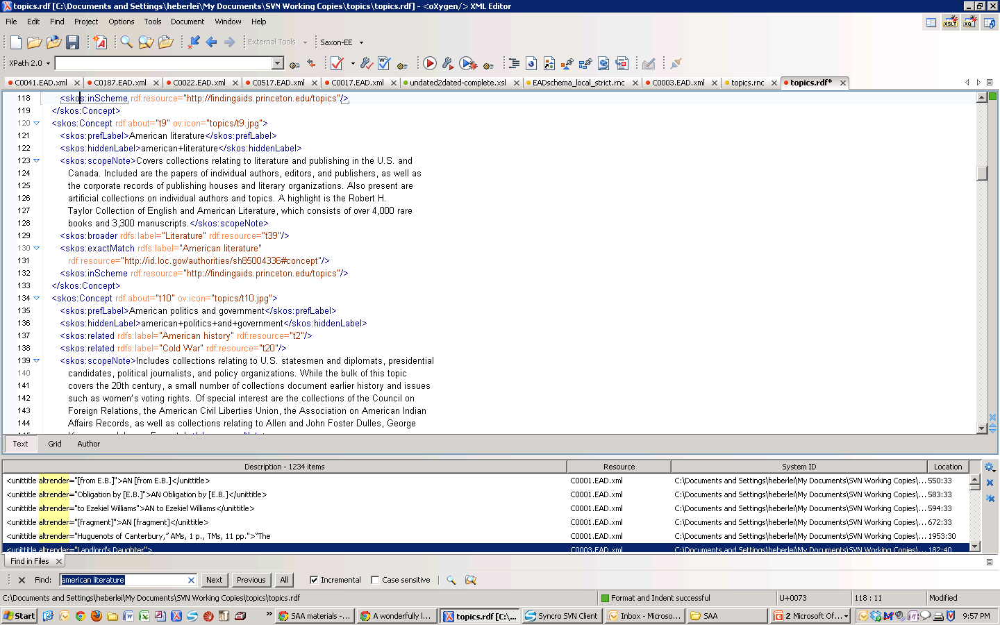 topics.rdf [C:\Documents and Settings\heberlei\My Documents\SVN Working Copies\topics\topics.rdf] - <oXygen/> XML Editor
File Edit Find Project Options Tools Document Window Help
External Tools Saxon-EE
XPath 2.0
C0041.EAD.xml C0187.EAD.xml C0022.EAD.xml C0517.EAD.xml C0017.EAD.xml undated2dated-complete.xsl EADschema_local_strict.rnc C0003.EAD.xml topics.rnc topics.rdf*
118 <skos:inScheme rdf:resource="http://findingaids.princeton.edu/topics"/>
119 </skos:Concept>
120 <skos:Concept rdf:about="t9" ov:icon="topics/t9.jpg">
121 <skos:prefLabel>American literature</skos:prefLabel>
122 <skos:hiddenLabel>american+literature</skos:hiddenLabel>
123 <skos:scopeNote>Covers collections relating to literature and publishing in the U.S. and
124 Canada. Included are the papers of individual authors, editors, and publishers, as well as
125 the corporate records of publishing houses and literary organizations. Also present are
126 artificial collections on individual authors and topics. A highlight is the Robert H.
127 Taylor Collection of English and American Literature, which consists of over 4,000 rare
128 books and 3,300 manuscripts.</skos:scopeNote>
129 <skos:broader rdfs:label="Literature" rdf:resource="t39"/>
130 <skos:exactMatch rdfs:label="American literature"
131 rdf:resource="http://id.loc.gov/authorities/sh85004336#concept"/>
132 <skos:inScheme rdf:resource="http://findingaids.princeton.edu/topics"/>
133 </skos:Concept>
134 <skos:Concept rdf:about="t10" ov:icon="topics/t10.jpg">
135 <skos:prefLabel>American politics and government</skos:prefLabel>
136 <skos:hiddenLabel>american+politics+and+government</skos:hiddenLabel>
137 <skos:related rdfs:label="American history" rdf:resource="t2"/>
138 <skos:related rdfs:label="Cold War" rdf:resource="t20"/>
139 <skos:scopeNote>Includes collections relating to U.S. statesmen and diplomats, presidential
140 candidates, political journalists, and policy organizations. While the bulk of this topic
141 covers the 20th century, a small number of collections document earlier history and issues
142 such as women's voting rights. Of special interest are the collections of the Council on
143 Foreign Relations, the American Civil Liberties Union, the Association on American Indian
144 Affairs Records, as well as collections relating to Allen and John Foster Dulles, George
Text Grid Author
Description - 1234 items Resource System ID Location
<unittitle altrender="[from E.B.]">AN [from E.B.]</unittitle> C0001.EAD.xml C:\Documents and Settings\heberlei\My Documents\SVN Working Copies\... 550:33
<unittitle altrender="Obligation by [E.B.]">AN Obligation by [E.B.]</unittitle> C0001.EAD.xml C:\Documents and Settings\heberlei\My Documents\SVN Working Copies\... 583:33
<unittitle altrender="to Ezekiel Williams">AN to Ezekiel Williams</unittitle> C0001.EAD.xml C:\Documents and Settings\heberlei\My Documents\SVN Working Copies\... 594:33
<unittitle altrender="[fragment]">AN [fragment]</unittitle> C0001.EAD.xml C:\Documents and Settings\heberlei\My Documents\SVN Working Copies\... 672:33
<unittitle altrender="Huguenots of Canterbury," AMs, 1 p., TMs, 11 pp.">"The C0001.EAD.xml C:\Documents and Settings\heberlei\My Documents\SVN Working Copies\... 1953:30
<unittitle altrender="Landlord's Daughter"> C0003.EAD.xml C:\Documents and Settings\heberlei\My Documents\SVN Working Copies\... 182:40
Find in Files
Find: american literature Next Previous All Incremental Case sensitive
C:\Documents and Settings\heberlei\My Documents\SVN Working Copies\topics\topics.rdf Format and Indent successful U+0073 118 : 11 Modified
Start SAA materials -... A wonderfully l... topics.rdf [C:\... Syncro SVN Client Inbox - Microso... SAA 2 Microsoft Of... 9:57 PM